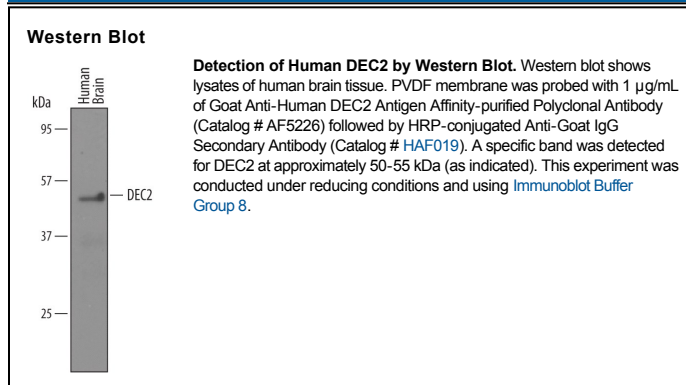 Western Blot
Human
Brain
kDa
95
57
DEC2
37
25
Detection of Human DEC2 by Western Blot. Western blot shows
lysates of human brain tissue. PVDF membrane was probed with 1 µg/mL
of Goat Anti-Human DEC2 Antigen Affinity-purified Polyclonal Antibody
(Catalog # AF5226) followed by HRP-conjugated Anti-Goat IgG
Secondary Antibody (Catalog # HAF019). A specific band was detected
for DEC2 at approximately 50-55 kDa (as indicated). This experiment was
conducted under reducing conditions and using Immunoblot Buffer
Group 8.